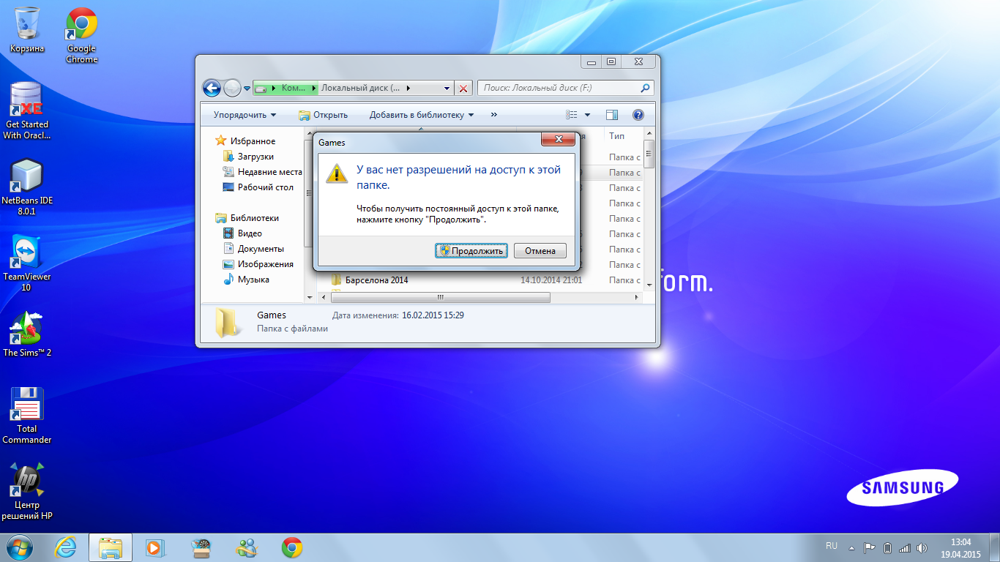 Корзина
Google
Chrome
Get Started
With Oracl...
NetBeans IDE
8.0.1
TeamViewer
10
The Sims™ 2
Total
Commander
Центр
решений HP
Ком...
Локальный диск (...
Поиск: Локальный диск (F:)
Упорядочить
Открыть
Добавить в библиотеку
»
Избранное
Загрузки
Недавние места
Рабочий стол
Библиотеки
Видео
Документы
Изображения
Музыка
Тип
Папка с
Папка с
Папка с
Папка с
Папка с
Папка с
Папка с
Папка с
Барселона 2014 14.10.2014 21:01 Папка с
Games
У вас нет разрешений на доступ к этой
папке.
Чтобы получить постоянный доступ к этой папке,
нажмите кнопку "Продолжить".
Продолжить
Отмена
Games Дата изменения: 16.02.2015 15:29
Папка с файлами
form.
SAMSUNG
RU
13:04
19.04.2015